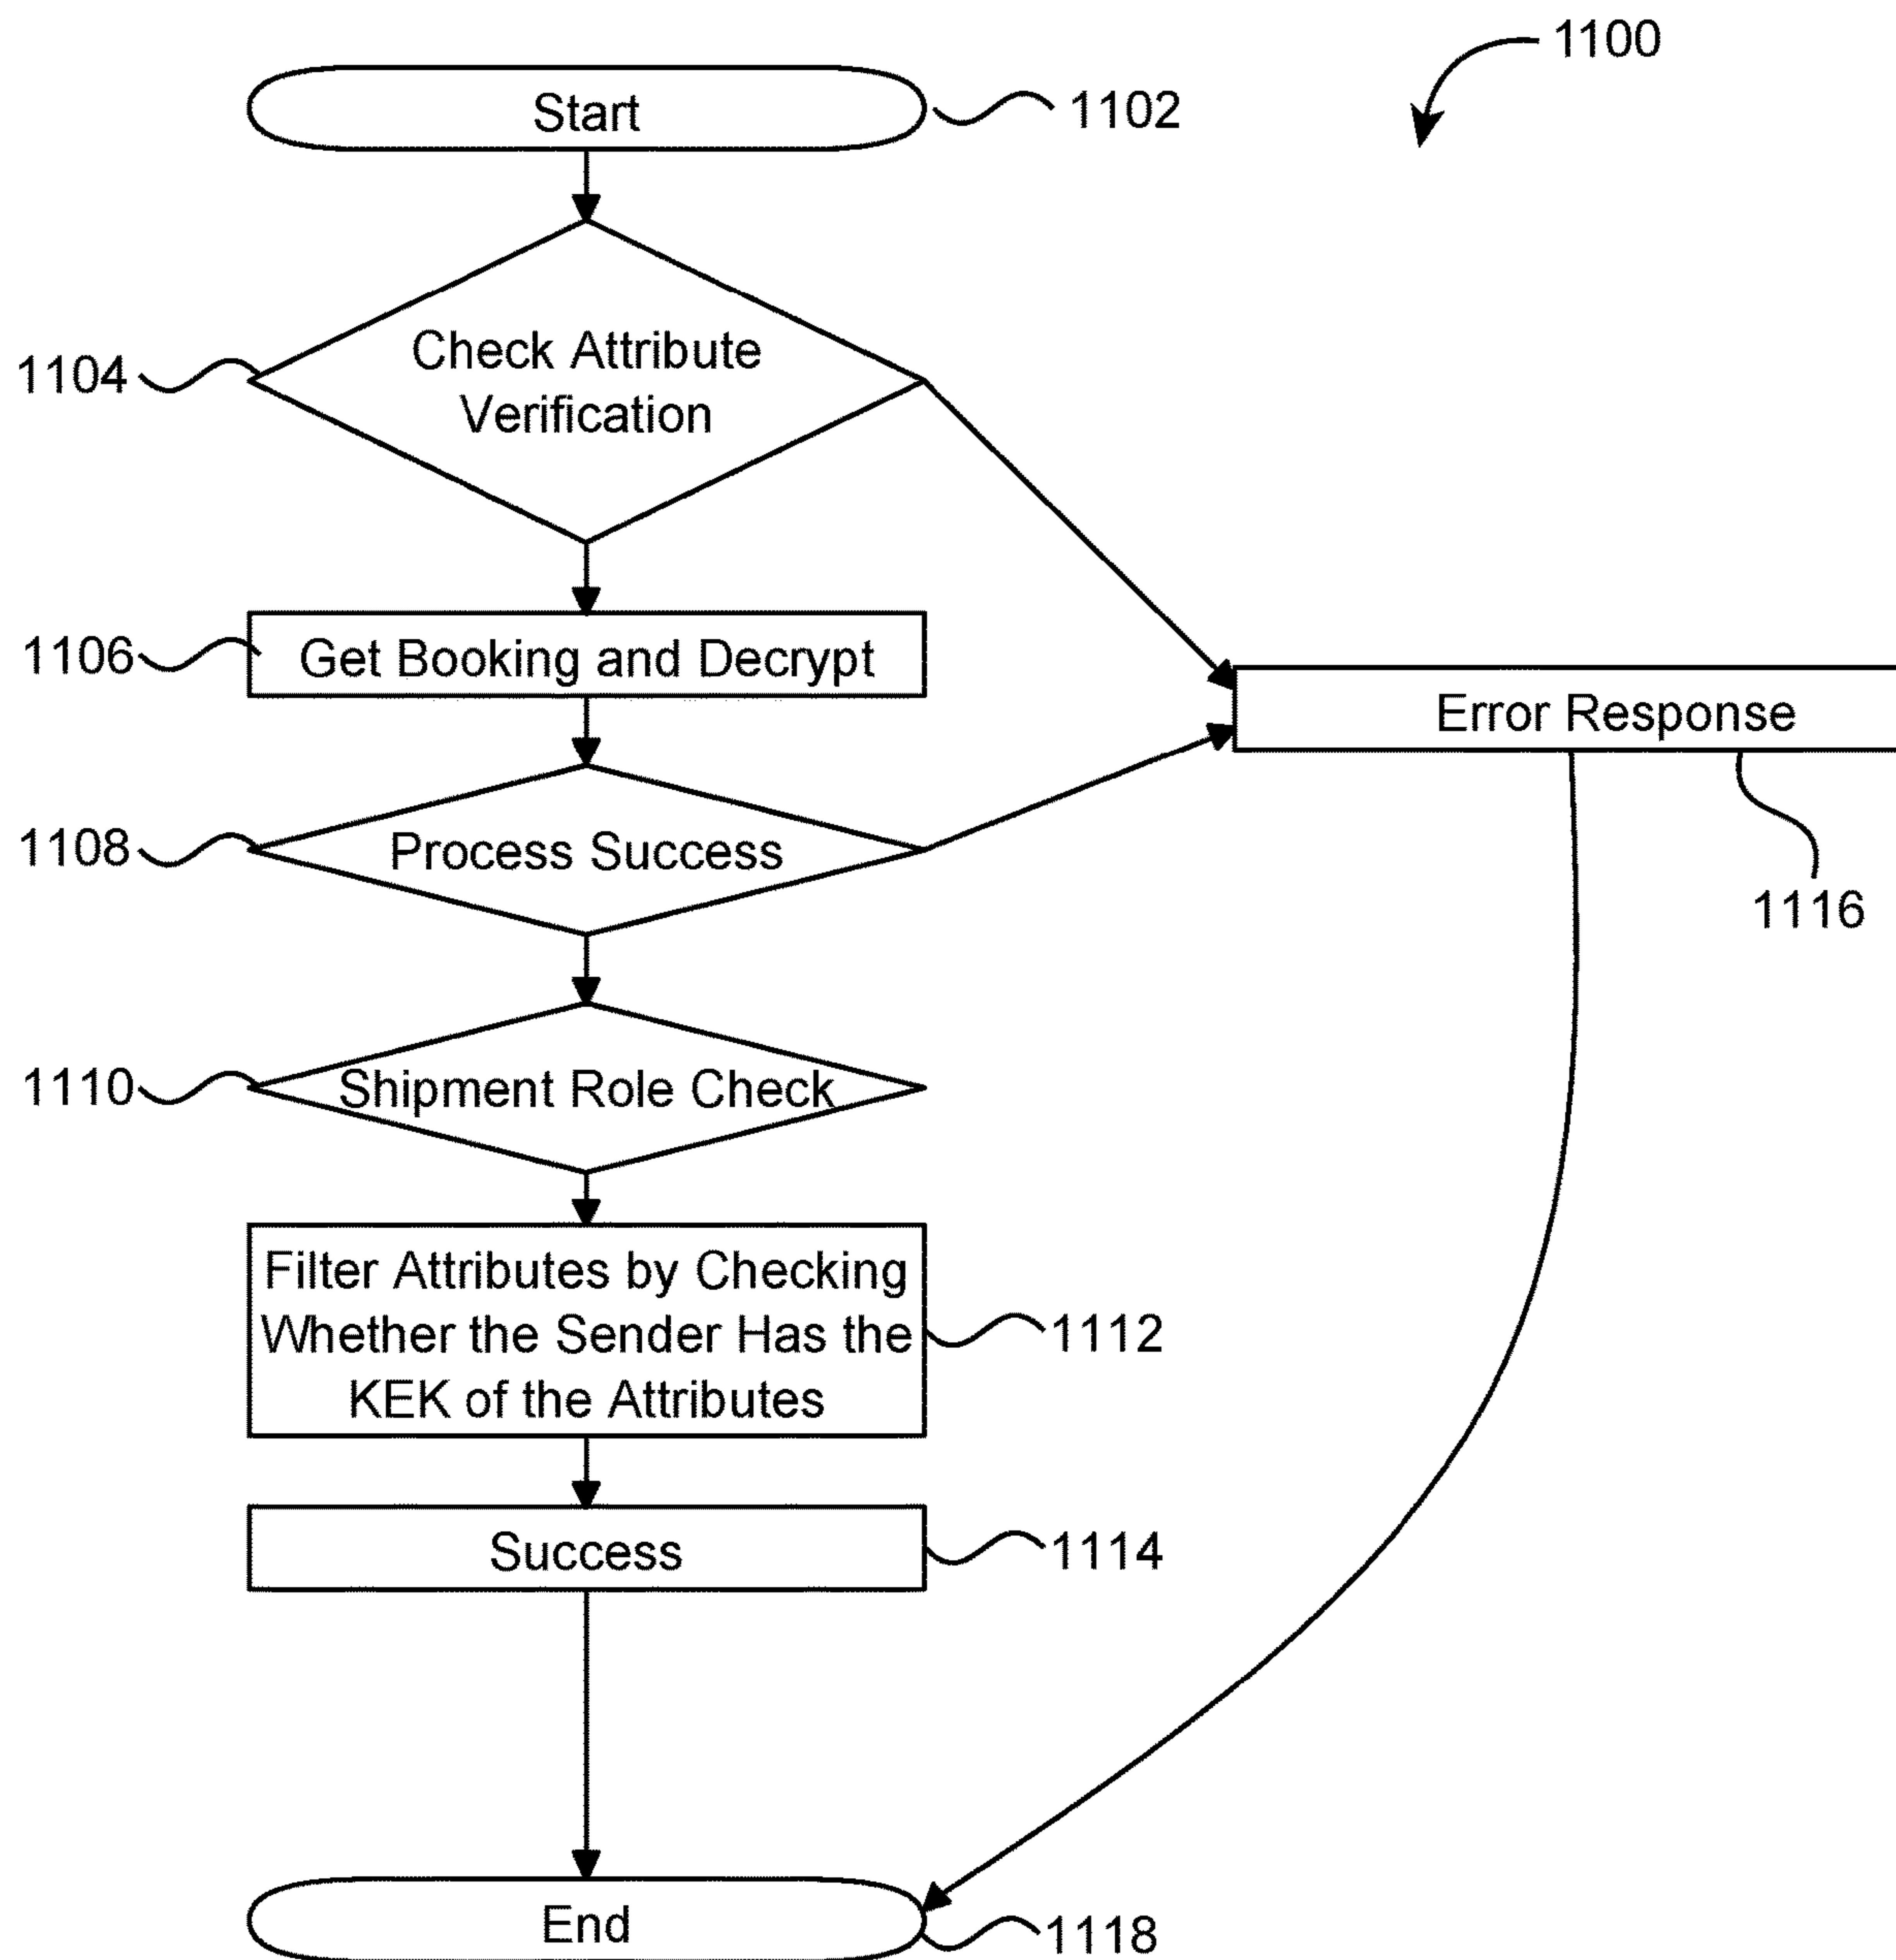 1100
Start
1102
Check Attribute
Verification
1104
Get Booking and Decrypt
1106
Error Response
1116
Process Success
1108
Shipment Role Check
1110
Filter Attributes by Checking
Whether the Sender Has the
KEK of the Attributes
1112
Success
1114
End
1118